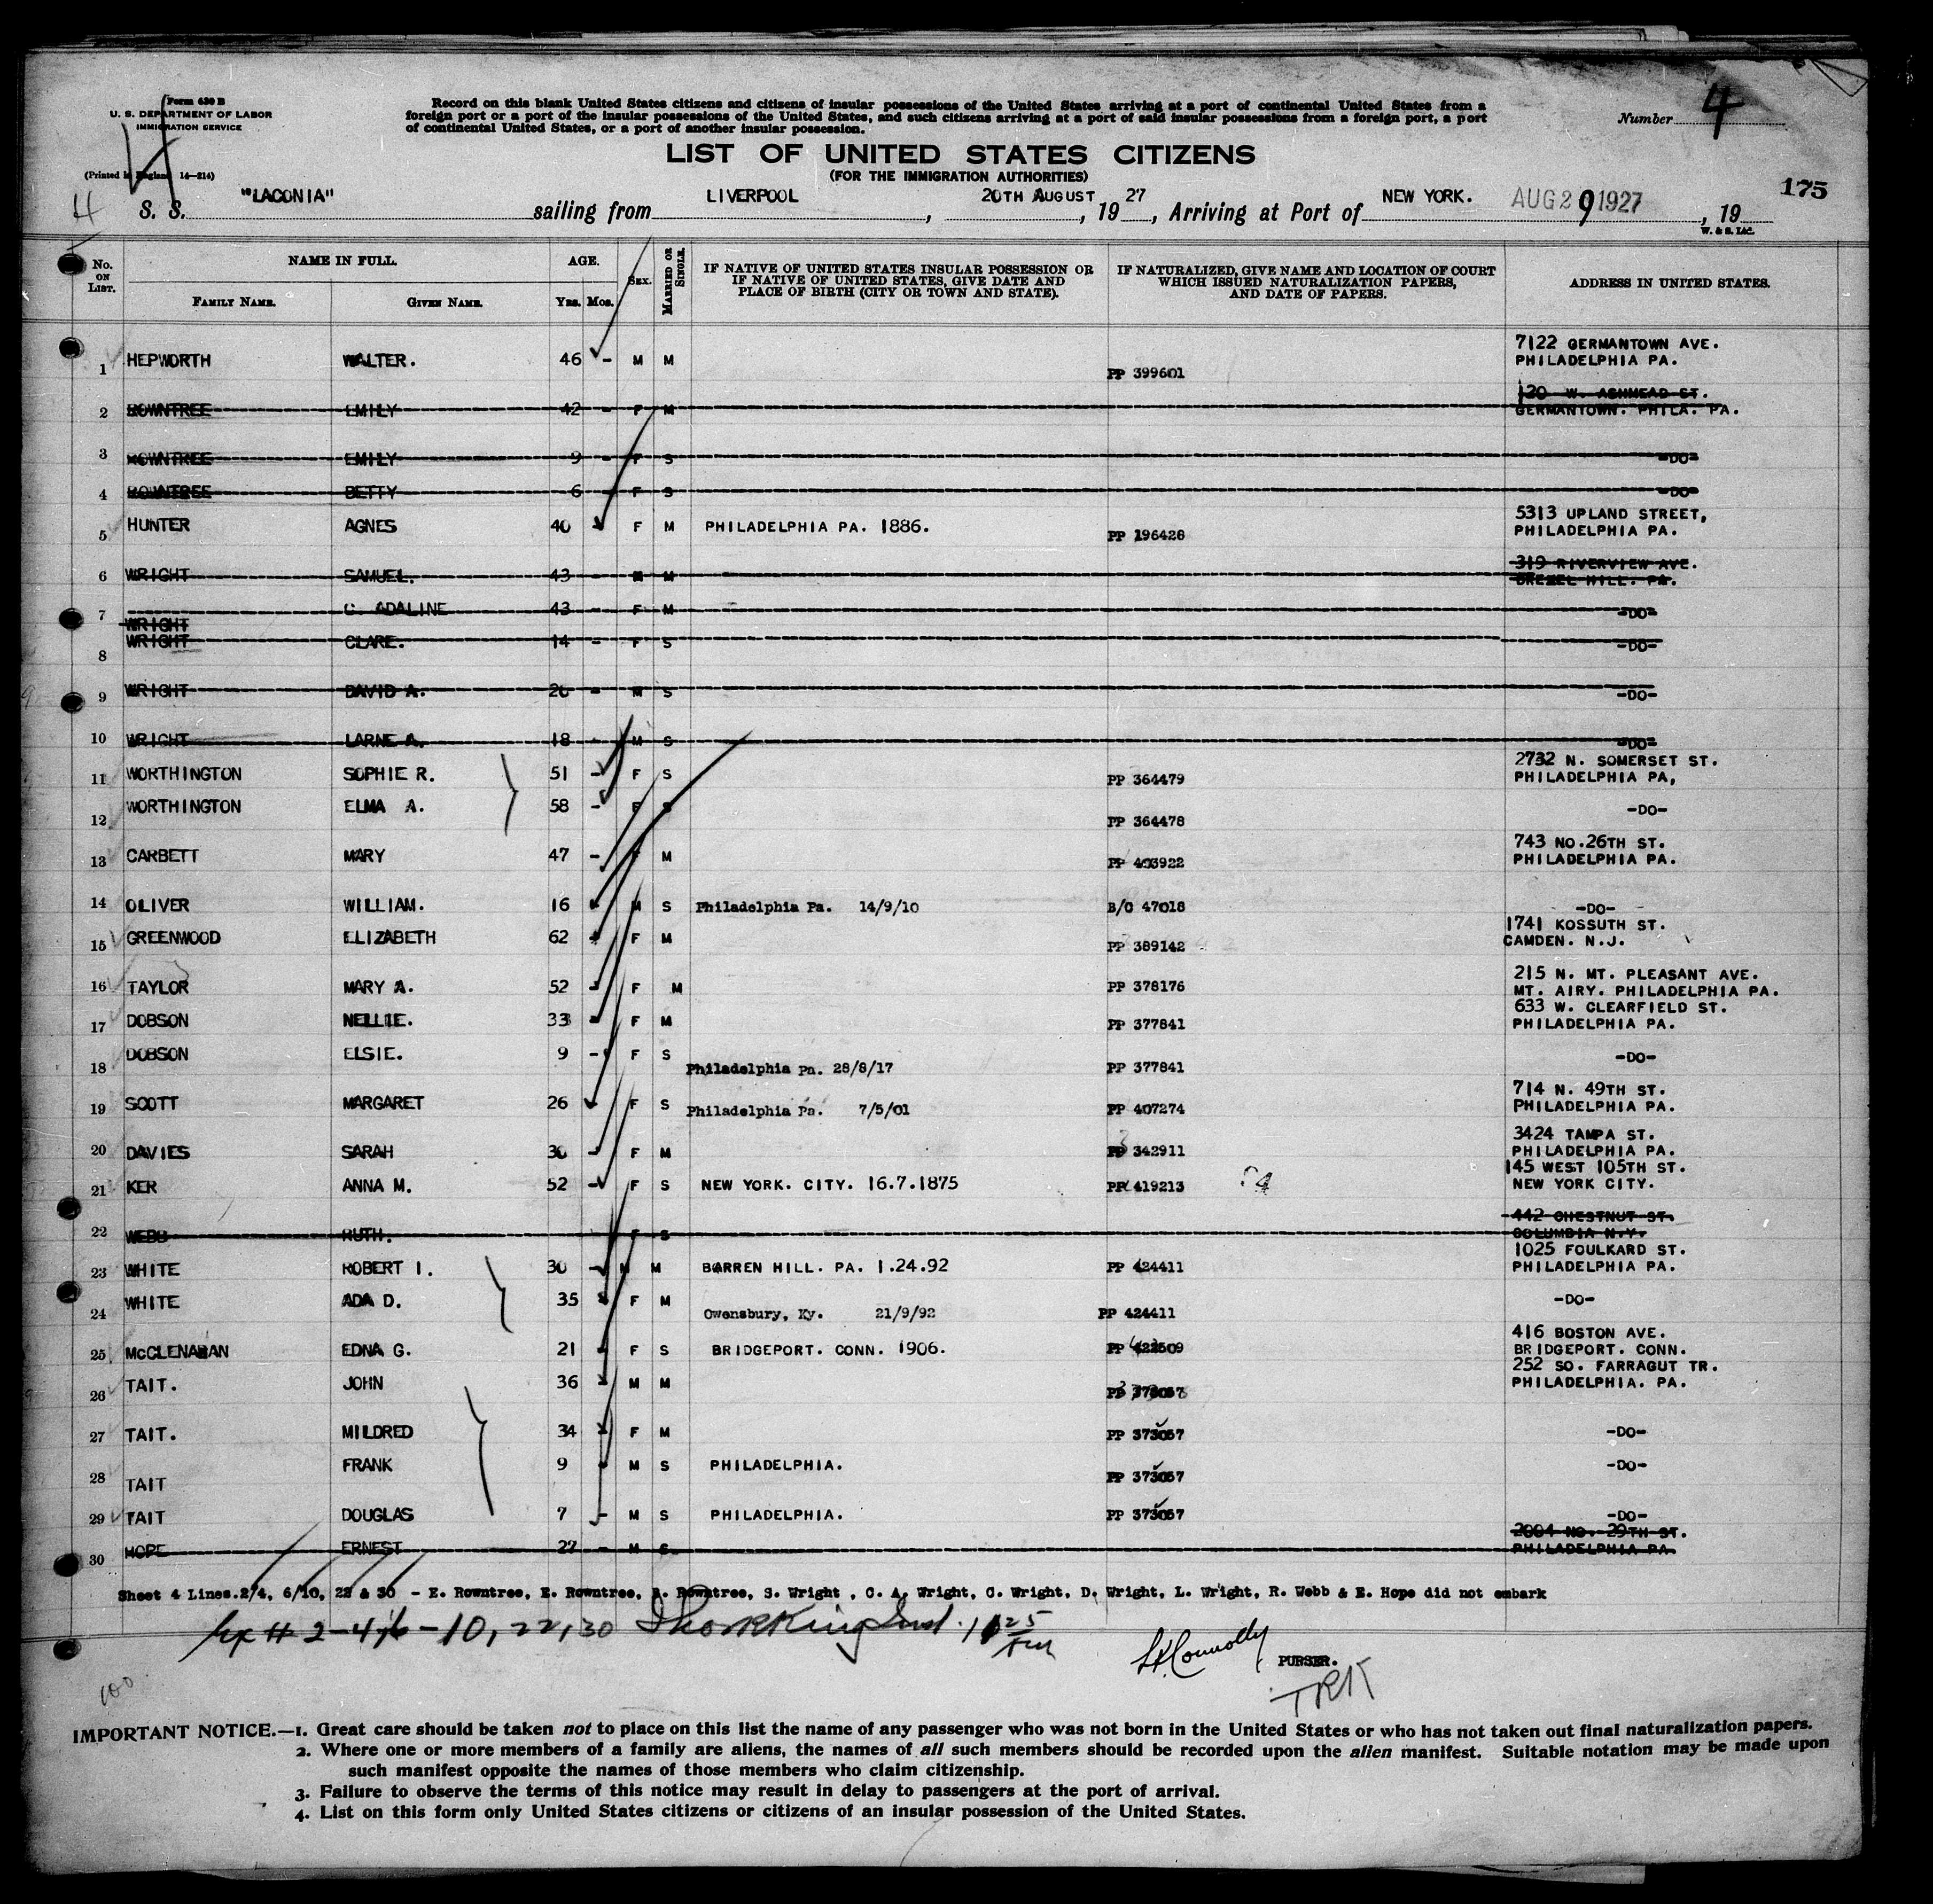 Form 630 B
U. S. DEPARTMENT OF LABOR
IMMIGRATION SERVICE
(Printed in England 14—214)
Record on this blank United States citizens and citizens of insular possessions of the United States arriving at a port of continental United States from a
foreign port or a port of the insular possessions of the United States, and such citizens arriving at a port of said insular possessions from a foreign port, a port
of continental United States, or a port of another insular possession.
Number 4
LIST OF UNITED STATES CITIZENS
(FOR THE IMMIGRATION AUTHORITIES)
175
4 S. S. "LACONIA" sailing from LIVERPOOL, 20TH AUGUST, 1927, Arriving at Port of NEW YORK. AUG 29 1927, 19
W. & S. Ltd.
No. ON LIST. NAME IN FULL. FAMILY NAME. GIVEN NAME. AGE. Yrs. Mos. SEX. MARRIED OR SINGLE. IF NATIVE OF UNITED STATES INSULAR POSSESSION OR IF NATIVE OF UNITED STATES, GIVE DATE AND PLACE OF BIRTH (CITY OR TOWN AND STATE). IF NATURALIZED, GIVE NAME AND LOCATION OF COURT WHICH ISSUED NATURALIZATION PAPERS, AND DATE OF PAPERS. ADDRESS IN UNITED STATES.
1 HEPWORTH WALTER. 46 - M M PP 399601 7122 GERMANTOWN AVE. PHILADELPHIA PA.
2 ROWNTREE EMILY 42 - F M 120 W. ASHMEAD ST. GERMANTOWN. PHILA. PA.
3 ROWNTREE EMILY 9 - F S -DO-
4 ROWNTREE BETTY 6 - F S -DO-
5 HUNTER AGNES 40 F M PHILADELPHIA PA. 1886. PP 196428 5313 UPLAND STREET, PHILADELPHIA PA.
6 WRIGHT SAMUEL. 43 - M M 319 RIVERVIEW AVE. DREXEL HILL. PA.
7 WRIGHT C. ADALINE 43 - F M -DO-
8 WRIGHT CLARE. 14 - F S -DO-
9 WRIGHT DAVID A. 20 - M S -DO-
10 WRIGHT LARNE A. 18 - M S -DO-
11 WORTHINGTON SOPHIE R. 51 - F S PP 364479 2732 N. SOMERSET ST. PHILADELPHIA PA,
12 WORTHINGTON ELMA A. 58 - F S PP 364478 -DO-
13 CARBETT MARY 47 - F M PP 403922 743 NO.26TH ST. PHILADELPHIA PA.
14 OLIVER WILLIAM. 16 M S Philadelphia Pa. 14/9/10 B/C 47018 -DO-
15 GREENWOOD ELIZABETH 62 F M PP 389142 1741 KOSSUTH ST. CAMDEN. N.J.
16 TAYLOR MARY A. 52 - F M PP 378176 215 N. MT. PLEASANT AVE. MT. AIRY. PHILADELPHIA PA.
17 DOBSON NELLIE. 33 - F M PP 377841 633 W. CLEARFIELD ST. PHILADELPHIA PA.
18 DOBSON ELSIE. 9 - F S Philadelphia Pa. 28/8/17 PP 377841 -DO-
19 SCOTT MARGARET 26 F S Philadelphia Pa. 7/5/01 PP 407274 714 N. 49TH ST. PHILADELPHIA PA.
20 DAVIES SARAH 30 - F M PP 342911 3424 TAMPA ST. PHILADELPHIA PA.
21 KER ANNA M. 52 - F S NEW YORK. CITY. 16.7.1875 PP 419213 145 WEST 105TH ST. NEW YORK CITY.
22 WEBB RUTH. F S 442 CHESTNUT ST. COLUMBIA N.Y.
23 WHITE ROBERT I. 30 - M M BARREN HILL. PA. 1.24.92 PP 424411 1025 FOULKARD ST. PHILADELPHIA PA.
24 WHITE ADA D. 35 F M Owensbury, Ky. 21/9/92 PP 424411 -DO-
25 McCLENAHAN EDNA G. 21 F S BRIDGEPORT. CONN. 1906. PP 422509 416 BOSTON AVE. BRIDGEPORT. CONN.
26 TAIT. JOHN 36 M M PP 373057 252 SO. FARRAGUT TR. PHILADELPHIA. PA.
27 TAIT. MILDRED 34 F M PP 373057 -DO-
28 TAIT FRANK 9 M S PHILADELPHIA. PP 373057 -DO-
29 TAIT DOUGLAS 7 - M S PHILADELPHIA. PP 373057 -DO-
30 HOPE ERNEST 27 - M S 2004 NO. 29TH ST. PHILADELPHIA PA
Sheet 4 Lines.2/4, 6/10, 22 & 30 - E. Rowntree, E. Rowntree, B. Rowntree, S. Wright , C. A. Wright, C. Wright, D. Wright, L. Wright, R. Webb & E. Hope did not embark
# 2-4, 6-10, 22, 30
PURSER.
TRK
100
IMPORTANT NOTICE.—1. Great care should be taken not to place on this list the name of any passenger who was not born in the United States or who has not taken out final naturalization papers.
2. Where one or more members of a family are aliens, the names of all such members should be recorded upon the alien manifest. Suitable notation may be made upon
such manifest opposite the names of those members who claim citizenship.
3. Failure to observe the terms of this notice may result in delay to passengers at the port of arrival.
4. List on this form only United States citizens or citizens of an insular possession of the United States.